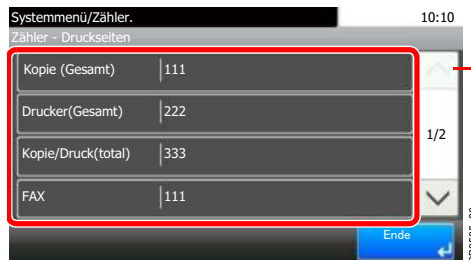 Systemmenü/Zähler.
10:10
Zähler - Druckseiten
Kopie (Gesamt) 111
Drucker(Gesamt) 222
1/2
Kopie/Druck(total) 333
FAX 111
Ende